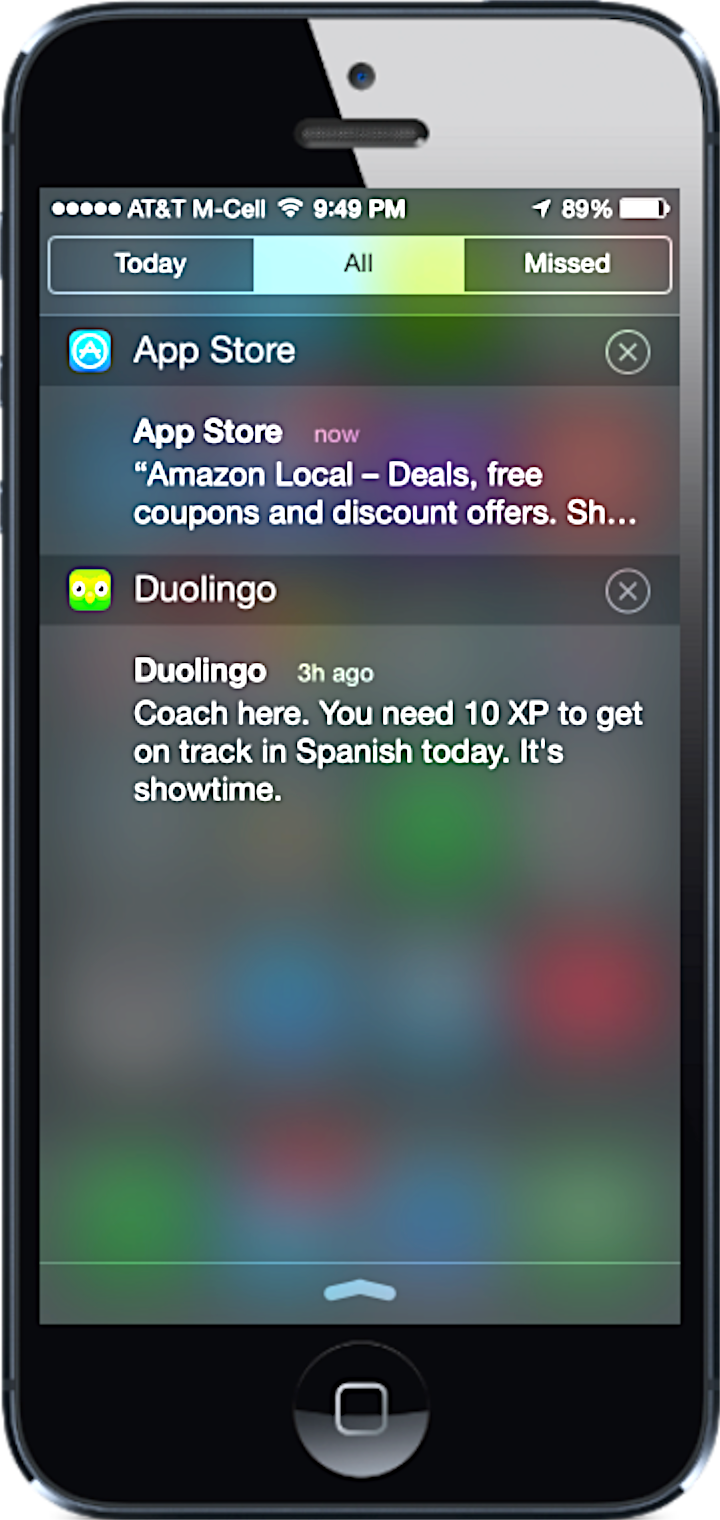 AT&T M-Cell 9:49 PM 89%
Today All Missed
App Store
App Store now
“Amazon Local – Deals, free
coupons and discount offers. Sh...
Duolingo
Duolingo 3h ago
Coach here. You need 10 XP to get
on track in Spanish today. It's
showtime.